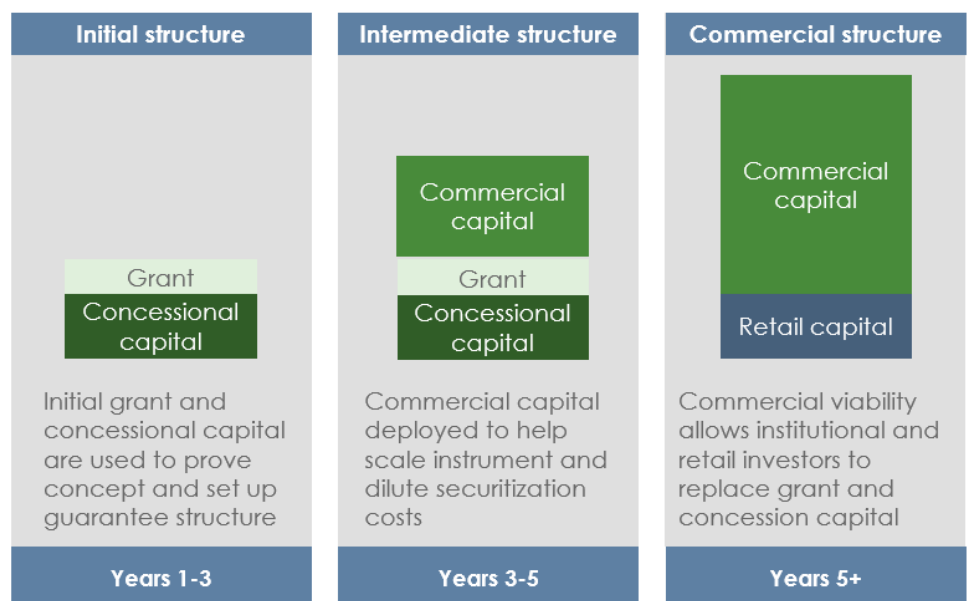 Initial structure
Grant
Concessional
capital
Initial grant and
concessional capital
are used to prove
concept and set up
guarantee structure
Years 1-3
Intermediate structure
Commercial
capital
Grant
Concessional
capital
Commercial capital
deployed to help
scale instrument and
dilute securitization
costs
Years 3-5
Commercial structure
Commercial
capital
Retail capital
Commercial viability
allows institutional and
retail investors to
replace grant and
concession capital
Years 5+